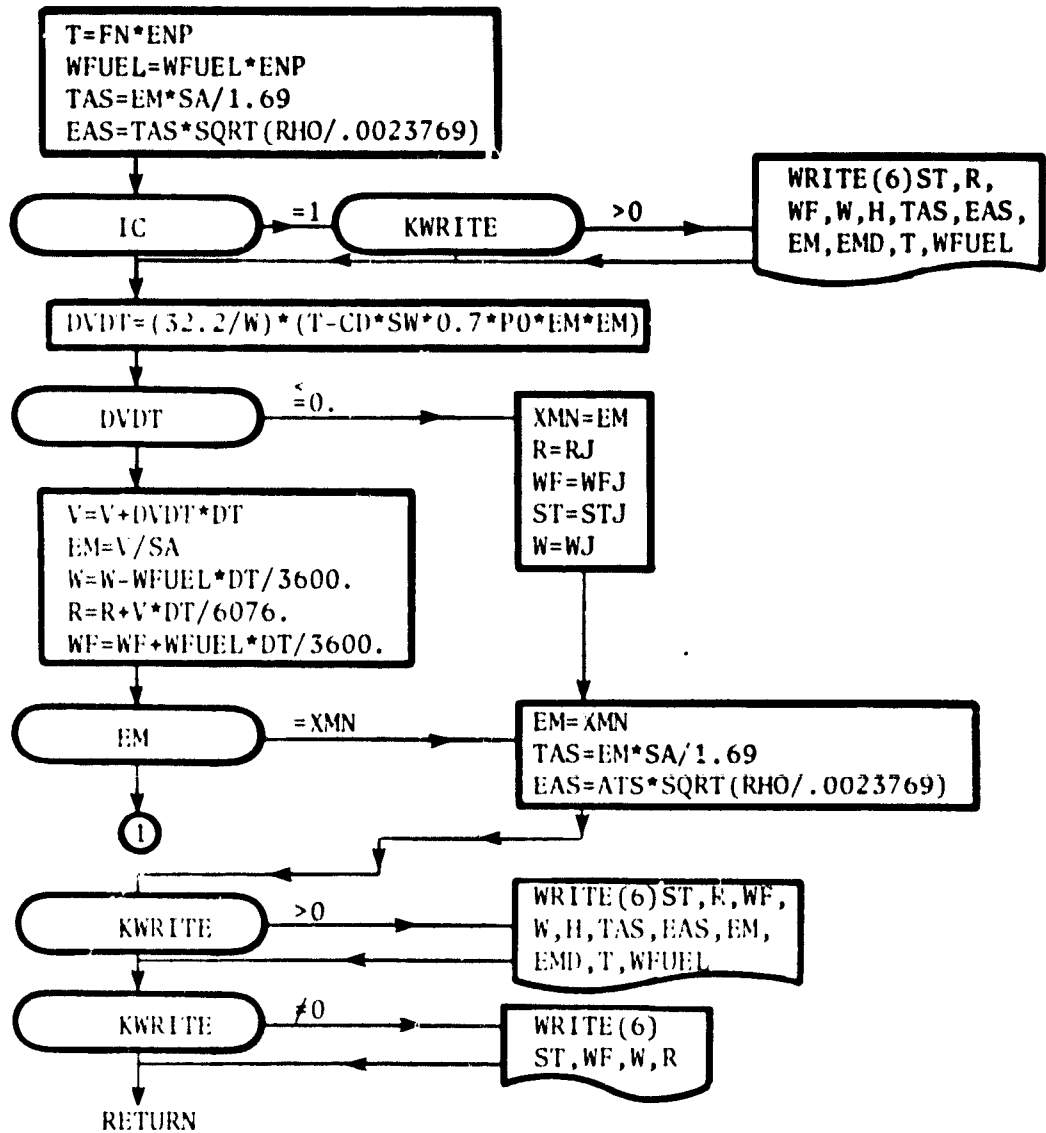 T=FN*ENP
WFUEL=WFUEL*ENP
TAS=EM*SA/1.69
EAS=TAS*SQRT(RHO/.0023769)
IC
=1
KWRITE
>0
WRITE(6)ST,R,
WF,W,H,TAS,EAS,
EM,EMD,T,WFUEL
DVDT=(32.2/W)*(T-CD*SW*0.7*PO*EM*EM)
DVDT
≤0.
XMN=EM
R=RJ
WF=WFJ
ST=STJ
W=WJ
V=V+DVDT*DT
EM=V/SA
W=W-WFUEL*DT/3600.
R=R+V*DT/6076.
WF=WF+WFUEL*DT/3600.
EM
=XMN
EM=XMN
TAS=EM*SA/1.69
EAS=ATS*SQRT(RHO/.0023769)
1
KWRITE
>0
WRITE(6)ST,R,WF,
W,H,TAS,EAS,EM,
EMD,T,WFUEL
KWRITE
≠0
WRITE(6)
ST,WF,W,R
RETURN